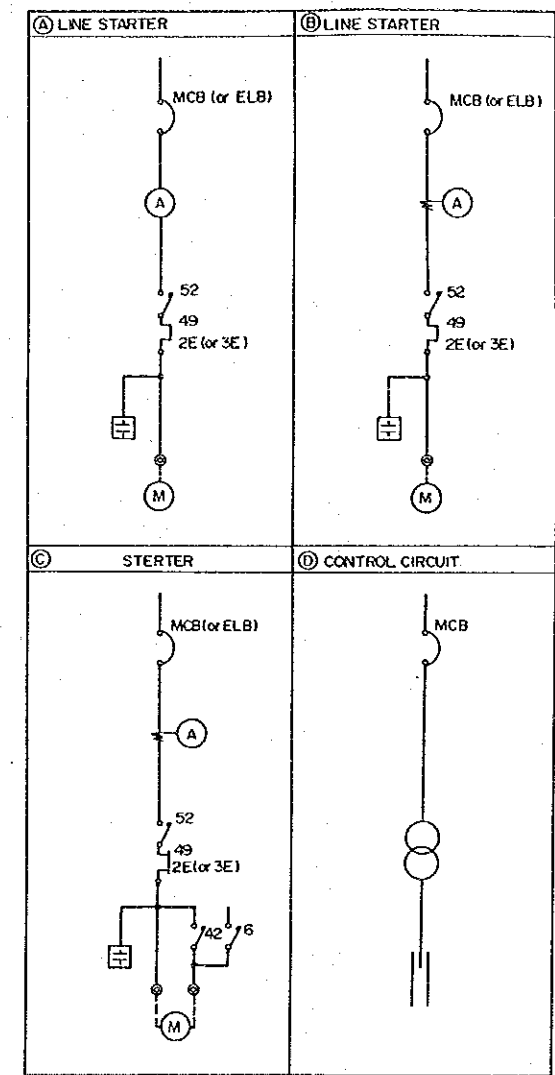 Ⓐ LINE STARTER
MCB (or ELB)
A
52
49
2E (or 3E)
M
Ⓑ LINE STARTER
MCB (or ELB)
A
52
49
2E (or 3E)
M
Ⓒ STERTER
MCB (or ELB)
A
52
49
2E (or 3E)
42
6
M
Ⓓ CONTROL CIRCUIT
MCB